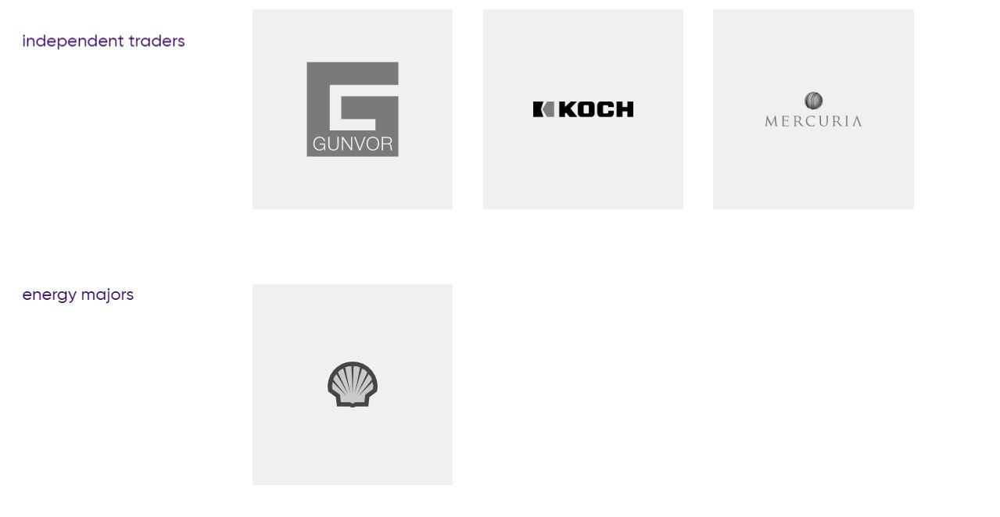 independent traders
GUNVOR
KOCH
MERCURIA
energy majors